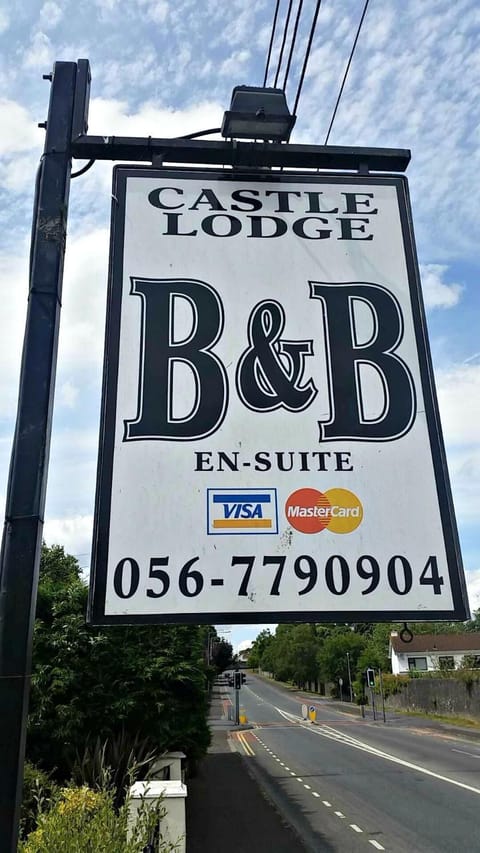 CASTLE
LODGE
B&B
EN-SUITE
VISA MasterCard
056-7790904